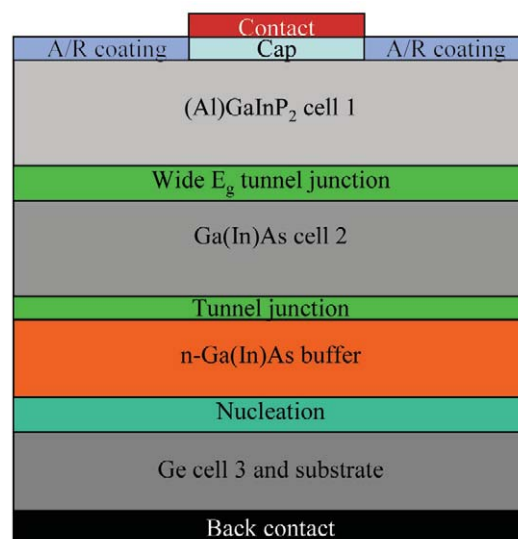 Contact
A/R coating Cap A/R coating
(Al)GaInP₂ cell 1
Wide E_g tunnel junction
Ga(In)As cell 2
Tunnel junction
n-Ga(In)As buffer
Nucleation
Ge cell 3 and substrate
Back contact